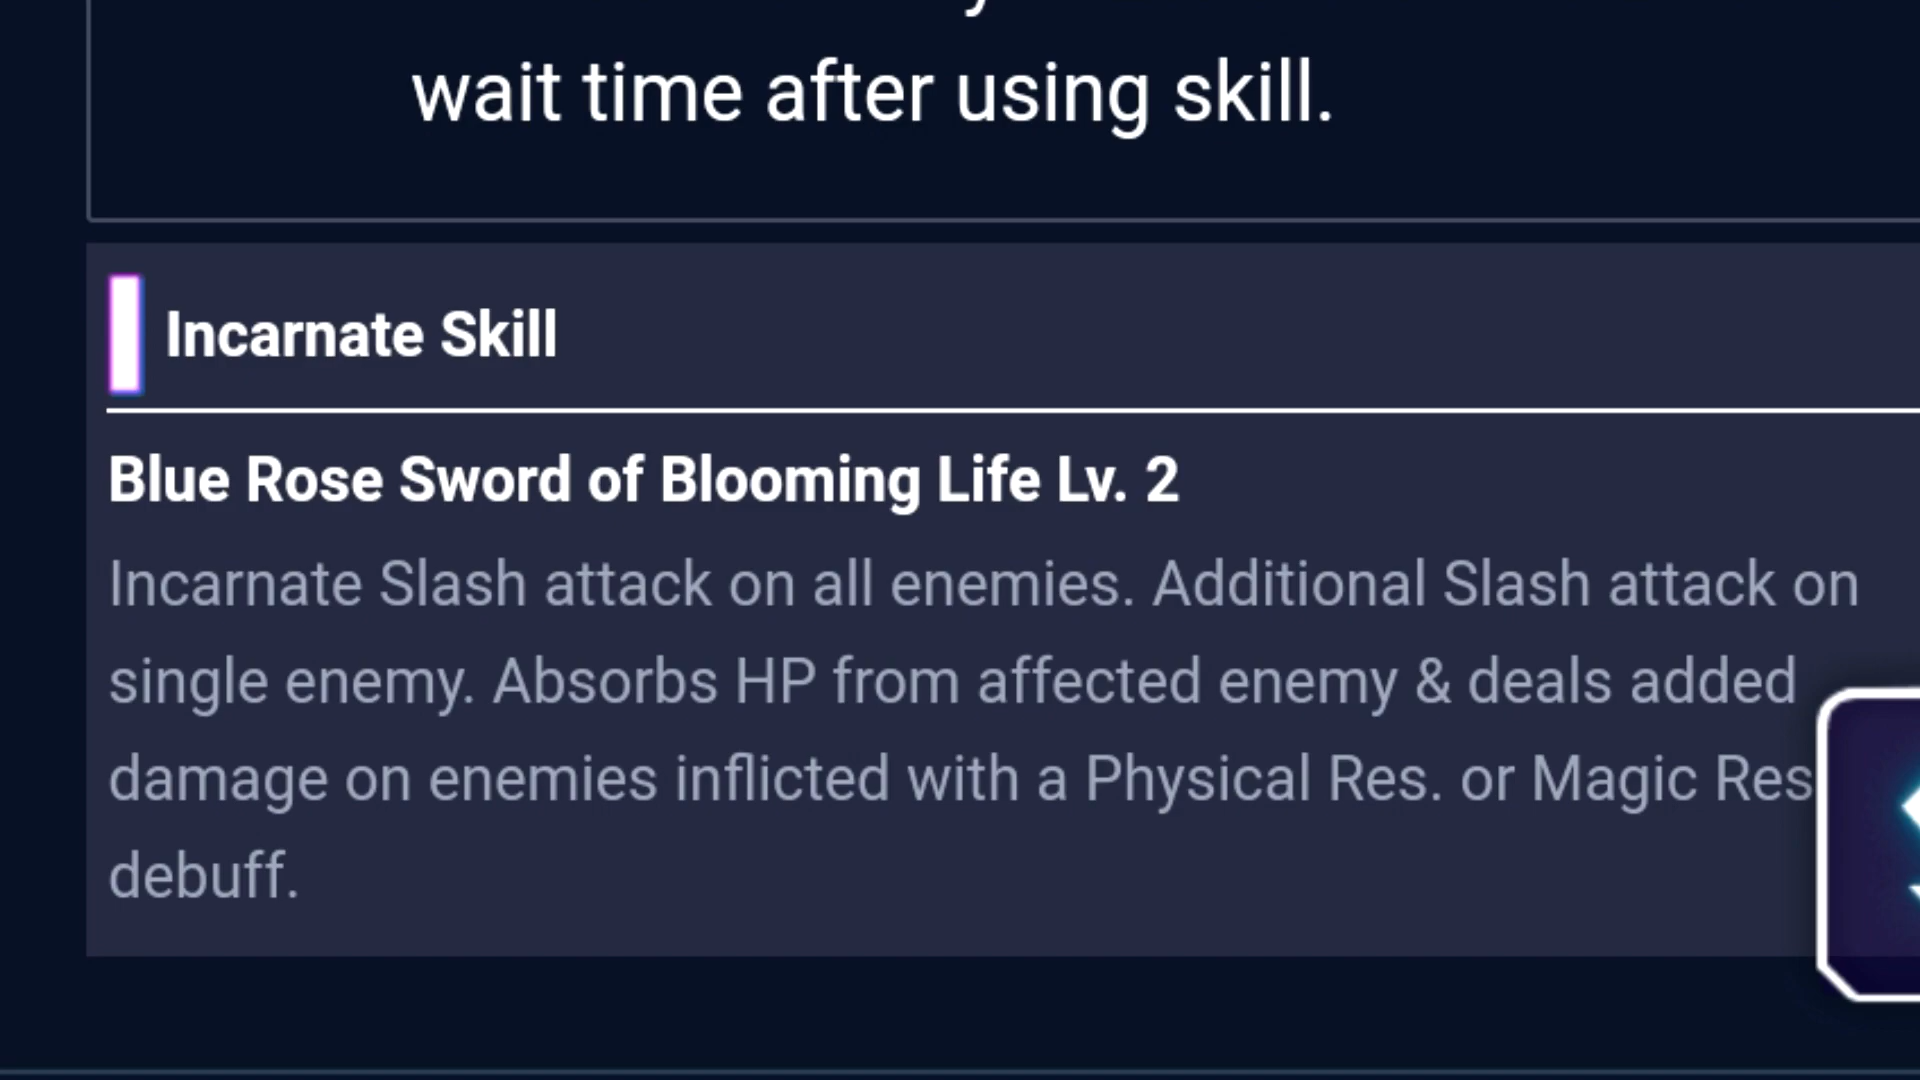 wait time after using skill.
Incarnate Skill
Blue Rose Sword of Blooming Life Lv. 2
Incarnate Slash attack on all enemies. Additional Slash attack on
single enemy. Absorbs HP from affected enemy & deals added
damage on enemies inflicted with a Physical Res. or Magic Res
debuff.